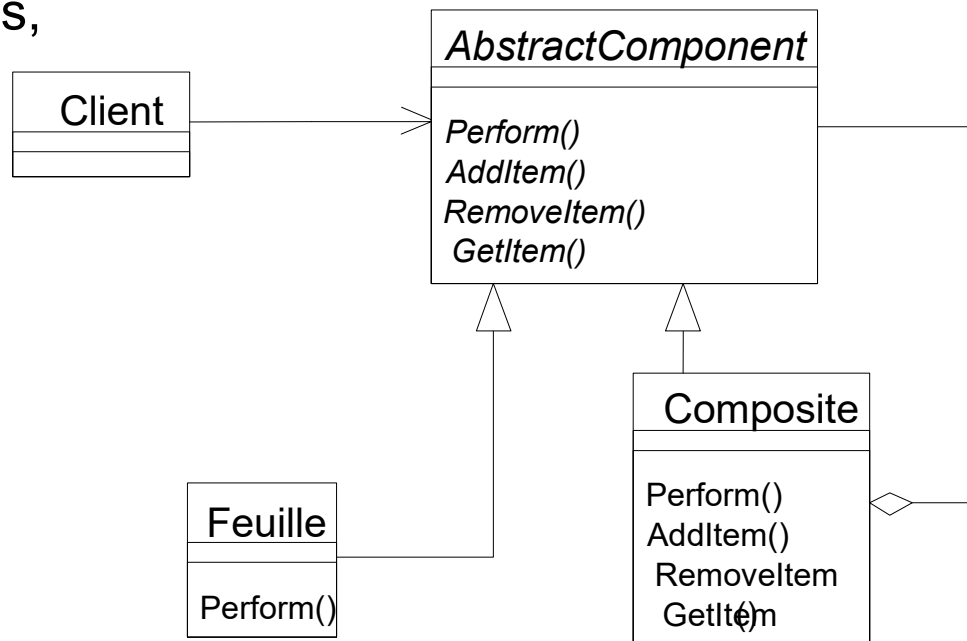 s,
AbstractComponent
Client
Perform()
AddItem()
RemoveItem()
GetItem()
Composite
Perform()
AddItem()
RemoveItem
()
GetItem
Feuille
Perform()